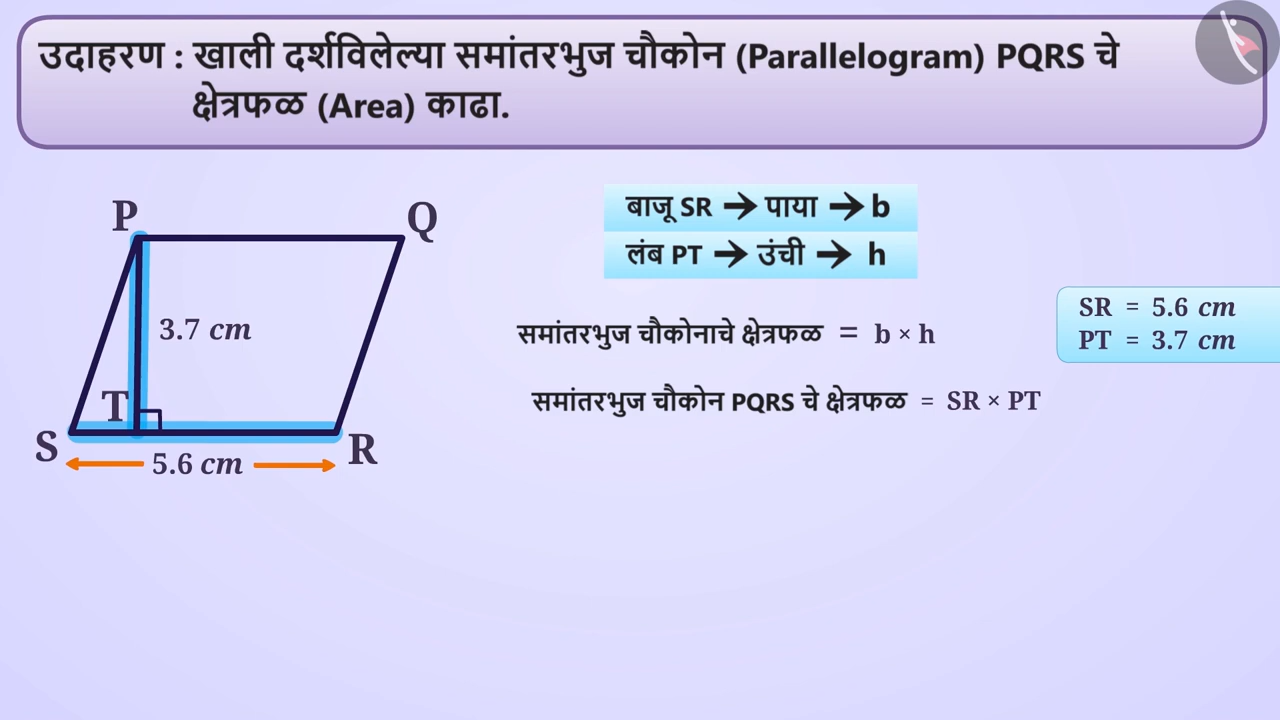 उदाहरण : खाली दर्शविलेल्या समांतरभुज चौकोन (Parallelogram) PQRS चे
क्षेत्रफळ (Area) काढा.
P
Q
3.7 cm
T
S
R
5.6 cm
बाजू SR → पाया → b
लंब PT → उंची → h
समांतरभुज चौकोनाचे क्षेत्रफळ = b × h
SR = 5.6 cm
PT = 3.7 cm
समांतरभुज चौकोन PQRS चे क्षेत्रफळ = SR × PT